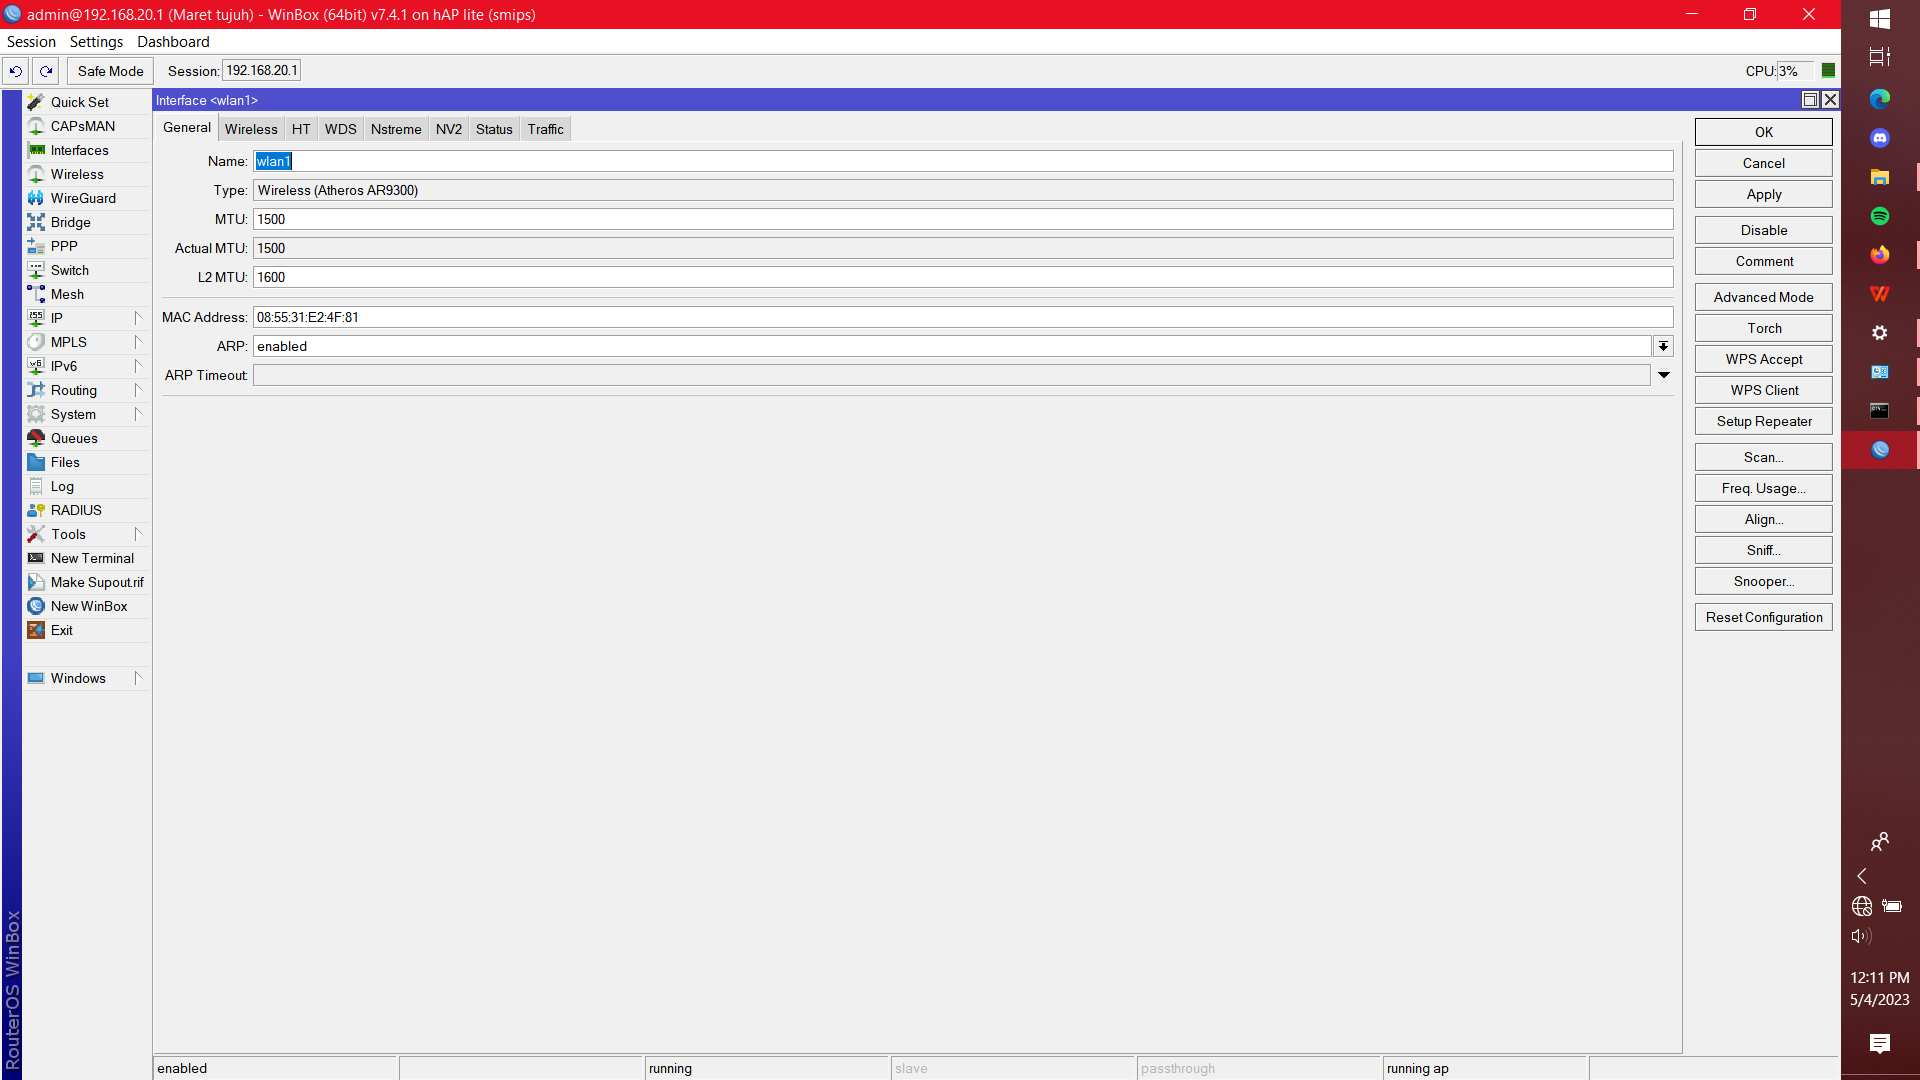 admin@192.168.20.1 (Maret tujuh) - WinBox (64bit) v7.4.1 on hAP lite (smips)
Session Settings Dashboard
Safe Mode Session: 192.168.20.1 CPU: 3%
Quick Set
CAPsMAN
Interfaces
Wireless
WireGuard
Bridge
PPP
Switch
Mesh
IP
MPLS
IPv6
Routing
System
Queues
Files
Log
RADIUS
Tools
New Terminal
Make Supout.rif
New WinBox
Exit
Windows
RouterOS WinBox
Interface <wlan1>
General Wireless HT WDS Nstreme NV2 Status Traffic
Name: wlan1
Type: Wireless (Atheros AR9300)
MTU: 1500
Actual MTU: 1500
L2 MTU: 1600
MAC Address: 08:55:31:E2:4F:81
ARP: enabled
ARP Timeout:
OK
Cancel
Apply
Disable
Comment
Advanced Mode
Torch
WPS Accept
WPS Client
Setup Repeater
Scan...
Freq. Usage...
Align...
Sniff...
Snooper...
Reset Configuration
enabled running slave passthrough running ap
12:11 PM
5/4/2023